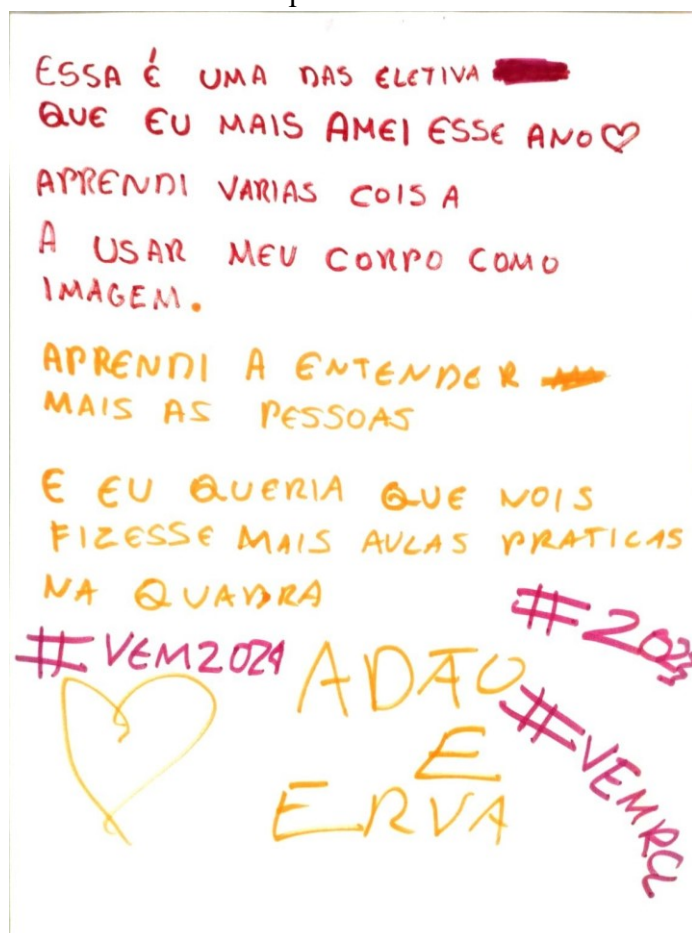 ESSA É UMA DAS ELETIVA
QUE EU MAIS AMEI ESSE ANO♡
APRENDI VARIAS COIS A
A USAR MEU CORPO COMO
IMAGEM.
APRENDI A ENTENDER
MAIS AS PESSOAS
E EU QUERIA QUE NOIS
FIZESSE MAIS AULAS PRATICAS
NA QUADRA
#VEM2024
ADÃO
E
ERVA
#2023